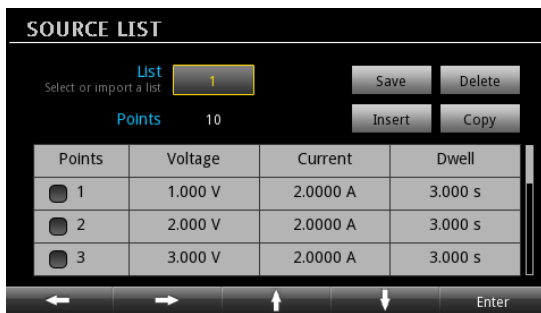 SOURCE LIST
List
Select or import a list
1
Save
Delete
Points
10
Insert
Copy
Points Voltage Current Dwell
1 1.000 V 2.0000 A 3.000 s
2 2.000 V 2.0000 A 3.000 s
3 3.000 V 2.0000 A 3.000 s
Enter